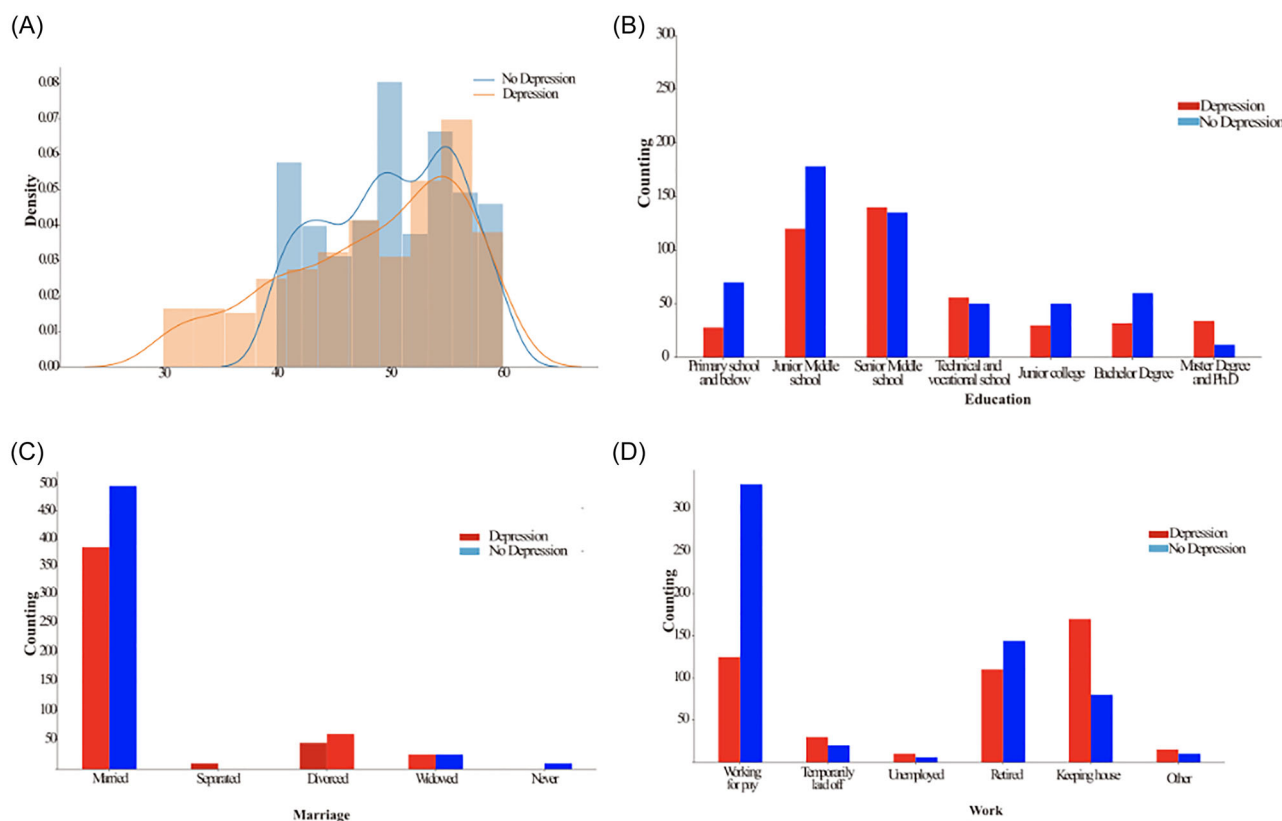 (A)
0.08
0.07
0.06
0.05
0.04
0.03
0.02
0.01
0.00
Density
No Depression
Depression
30
40
50
60
(B)
300
250
200
150
100
50
0
Counting
Depression
No Depression
Primary school
and below
Junior Middle
school
Senior Middle
school
Technical and
vocational school
Junior college
Bachelor Degree
Master Degree
and Ph.D
Education
(C)
500
450
400
350
300
250
200
150
100
50
Counting
Depression
No Depression
Married
Separated
Divorced
Widowed
Never
Marriage
(D)
300
250
200
150
100
50
Counting
Depression
No Depression
Working
for pay
Temporarily
laid off
Unemployed
Retired
Keeping house
Other
Work